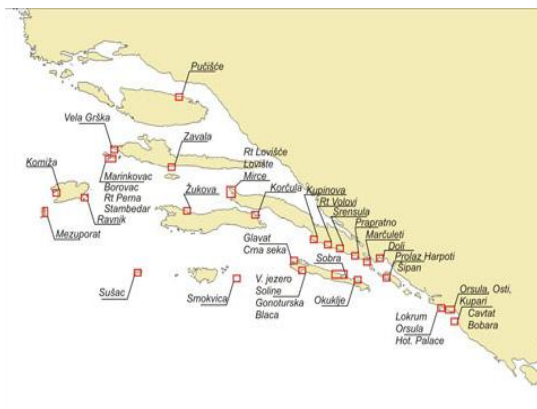 Pučišće
Vela Grška
Zavala
Rt Lovišće
Lovište
Mirce
Komiža
Marinkovac
Borovac
Rt Perna
Stambedar
Žukova
Korčula
Kupinova
Rt Volovi
Srensula
Prapratno
Marčuleti
Doli
Ravnik
Mezuporat
Glavat
Crna seka
Sobra
Prolaz Harpoti
Šipan
Sušac
Smokvica
V. jezero
Soline
Gonoturska
Blaca
Okuklje
Orsula, Osti,
Kupari
Lokrum
Orsula
Hot. Palace
Cavtat
Bobara